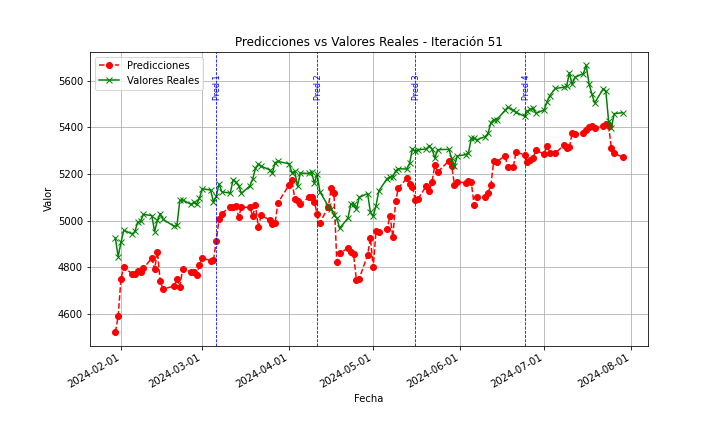 Predicciones vs Valores Reales - Iteración 51
Predicciones
Valores Reales
Pred 1
Pred 2
Pred 3
Pred 4
Valor
5600
5400
5200
5000
4800
4600
2024-02-01
2024-03-01
2024-04-01
2024-05-01
2024-06-01
2024-07-01
2024-08-01
Fecha